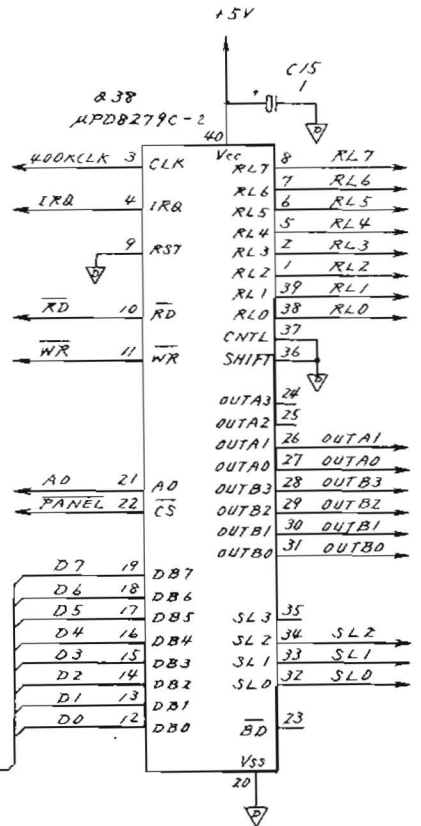 +5V
C15
+
1
Q38
μPD8279C-2
40
Vcc
400KCLK 3 CLK
IRQ 4 IRQ
9 RST
D
RD 10 RD
WR 11 WR
A0 21 A0
PANEL 22 CS
D7 19 DB7
D6 18 DB6
D5 17 DB5
D4 16 DB4
D3 15 DB3
D2 14 DB2
D1 13 DB1
D0 12 DB0
D
RL7 8 RL7
RL6 7 RL6
RL5 6 RL5
RL4 5 RL4
RL3 2 RL3
RL2 1 RL2
RL1 39 RL1
RL0 38 RL0
CNTL 37
SHIFT 36
D
OUTA3 24
OUTA2 25
OUTA1 26 OUTA1
OUTA0 27 OUTA0
OUTB3 28 OUTB3
OUTB2 29 OUTB2
OUTB1 30 OUTB1
OUTB0 31 OUTB0
SL3 35
SL2 34 SL2
SL1 33 SL1
SL0 32 SL0
BD 23
Vss
20
D